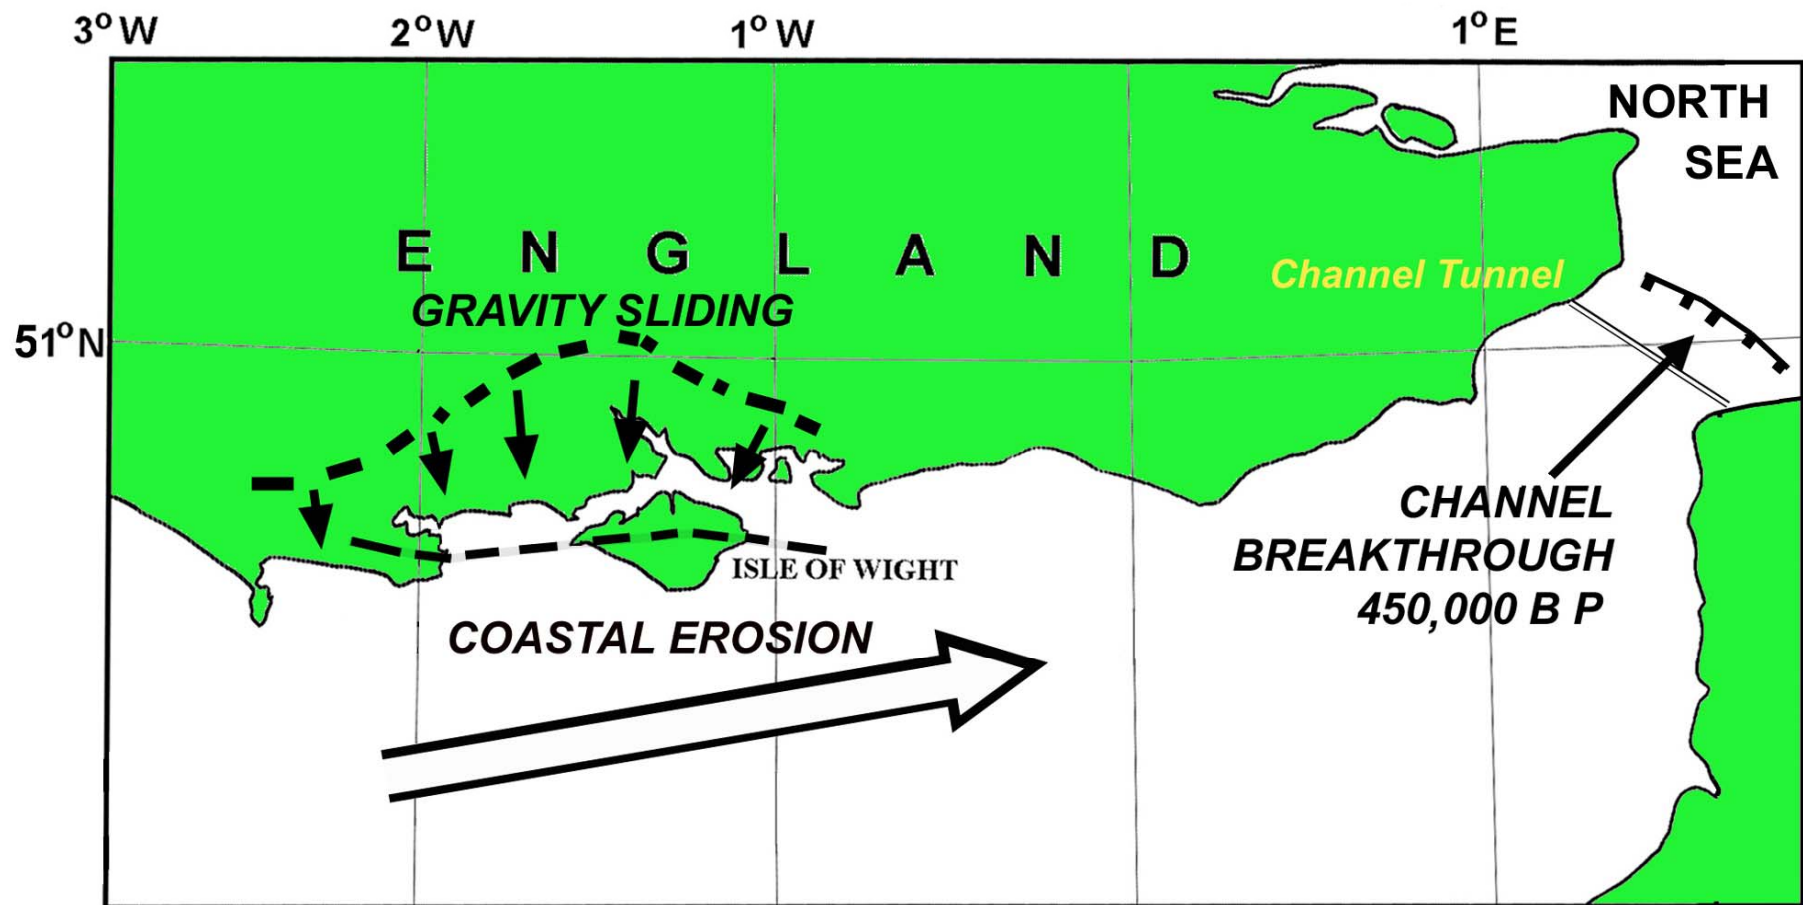 3°W
2°W
1°W
1°E
NORTH
SEA
ENGLAND
Channel Tunnel
GRAVITY SLIDING
51°N
CHANNEL
BREAKTHROUGH
450,000 B P
ISLE OF WIGHT
COASTAL EROSION